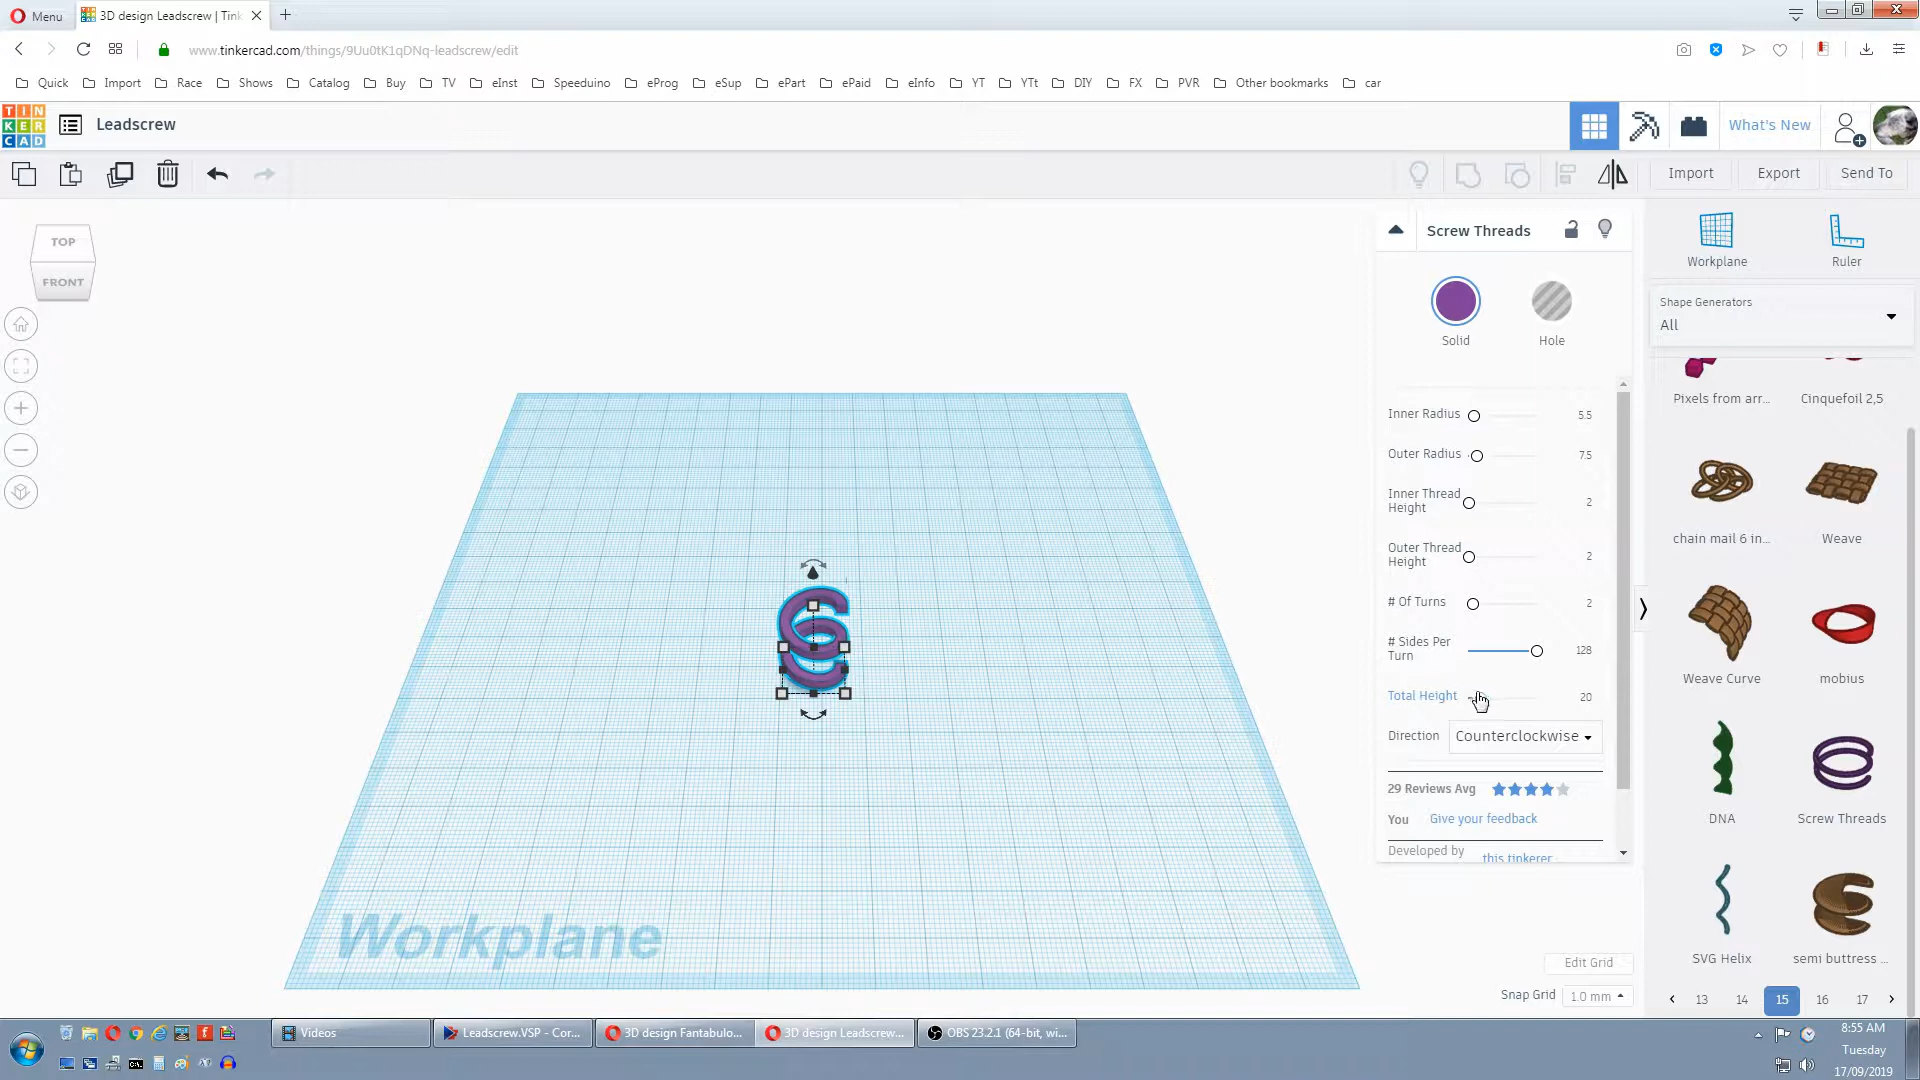 Menu
3D design Leadscrew | Tink
www.tinkercad.com/things/9Uu0tK1qDNq-leadscrew/edit
Quick Import Race Shows Catalog Buy TV eInst Speeduino eProg eSup ePart ePaid eInfo YT YTt DIY FX PVR Other bookmarks car
TIN
KER
CAD
Leadscrew
What's New
Import Export Send To
TOP
FRONT
Screw Threads
Solid Hole
Inner Radius 5.5
Outer Radius 7.5
Inner Thread Height 2
Outer Thread Height 2
# Of Turns 2
# Sides Per Turn 128
Total Height 20
Direction Counterclockwise
29 Reviews Avg
You Give your feedback
Developed by this tinkerer
Workplane Ruler
Shape Generators
All
Pixels from arr... Cinquefoil 2,5
chain mail 6 in... Weave
Weave Curve mobius
DNA Screw Threads
SVG Helix semi buttress ...
13 14 15 16 17
Workplane
Edit Grid
Snap Grid 1.0 mm
Videos
Leadscrew.VSP - Cor...
3D design Fantabulo...
3D design Leadscrew...
OBS 23.2.1 (64-bit, wi...
8:55 AM
Tuesday
17/09/2019